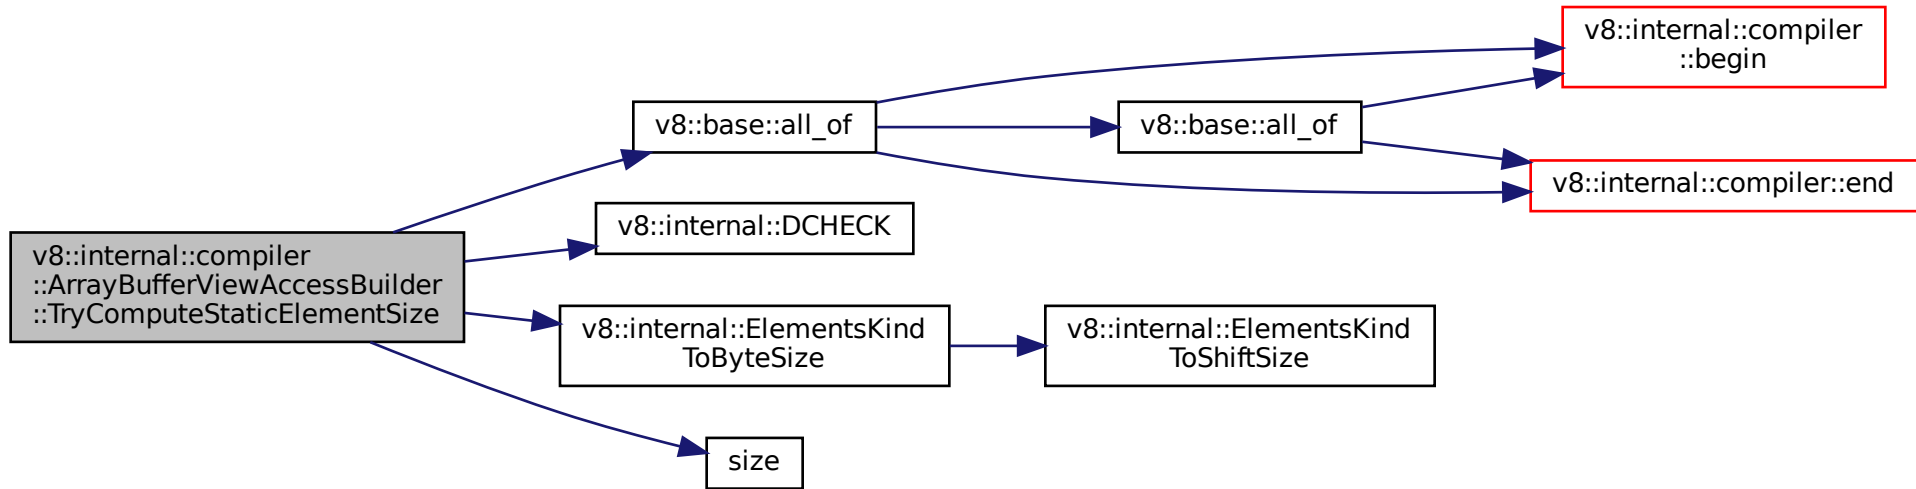 v8::internal::compiler
::ArrayBufferViewAccessBuilder
::TryComputeStaticElementSize
v8::base::all_of
v8::internal::DCHECK
v8::internal::ElementsKind
ToByteSize
size
v8::base::all_of
v8::internal::ElementsKind
ToShiftSize
v8::internal::compiler
::begin
v8::internal::compiler::end